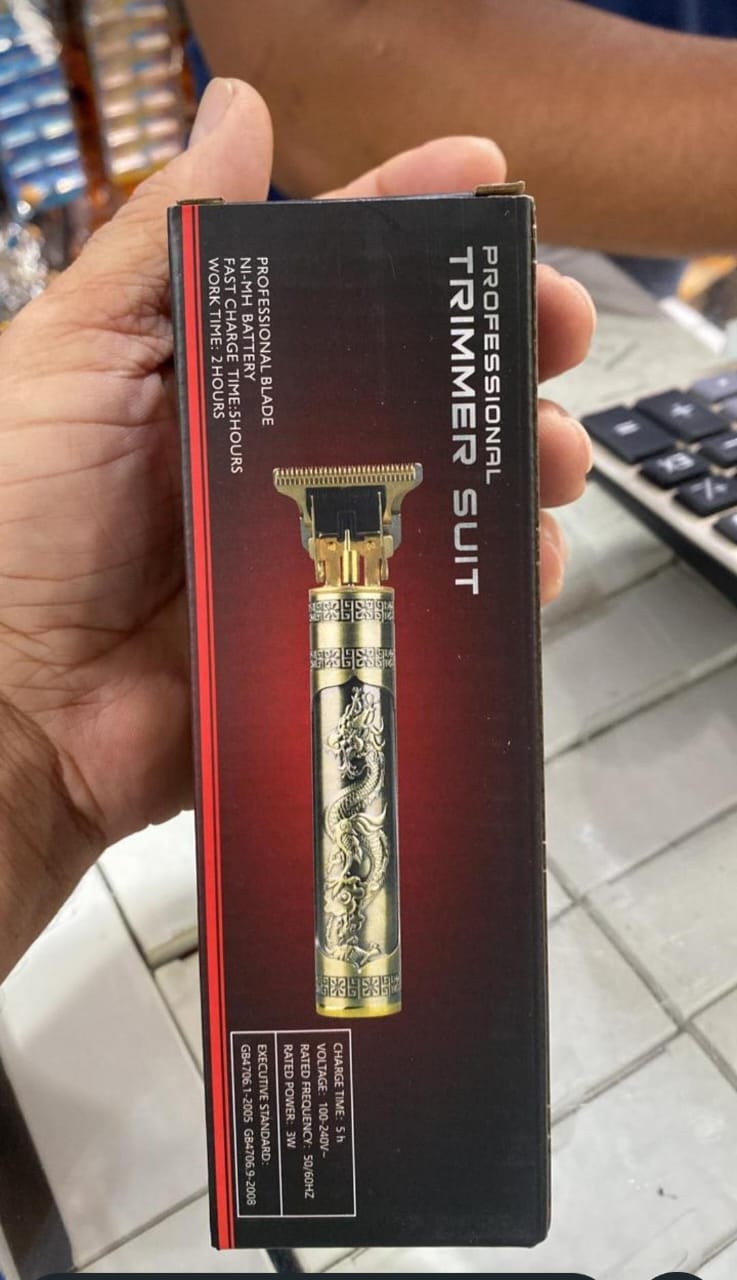 PROFESSIONAL
TRIMMER SUIT
PROFESSIONAL BLADE
NI-MH BATTERY
FAST CHARGE TIME:5HOURS
WORK TIME: 2HOURS
CHARGE TIME: 5 h
VOLTAGE: 100-240V~
RATED FREQUENCY: 50/60HZ
RATED POWER: 3W
EXECUTIVE STANDARD:
GB4706.1-2005 GB4706.9-2008
=
+